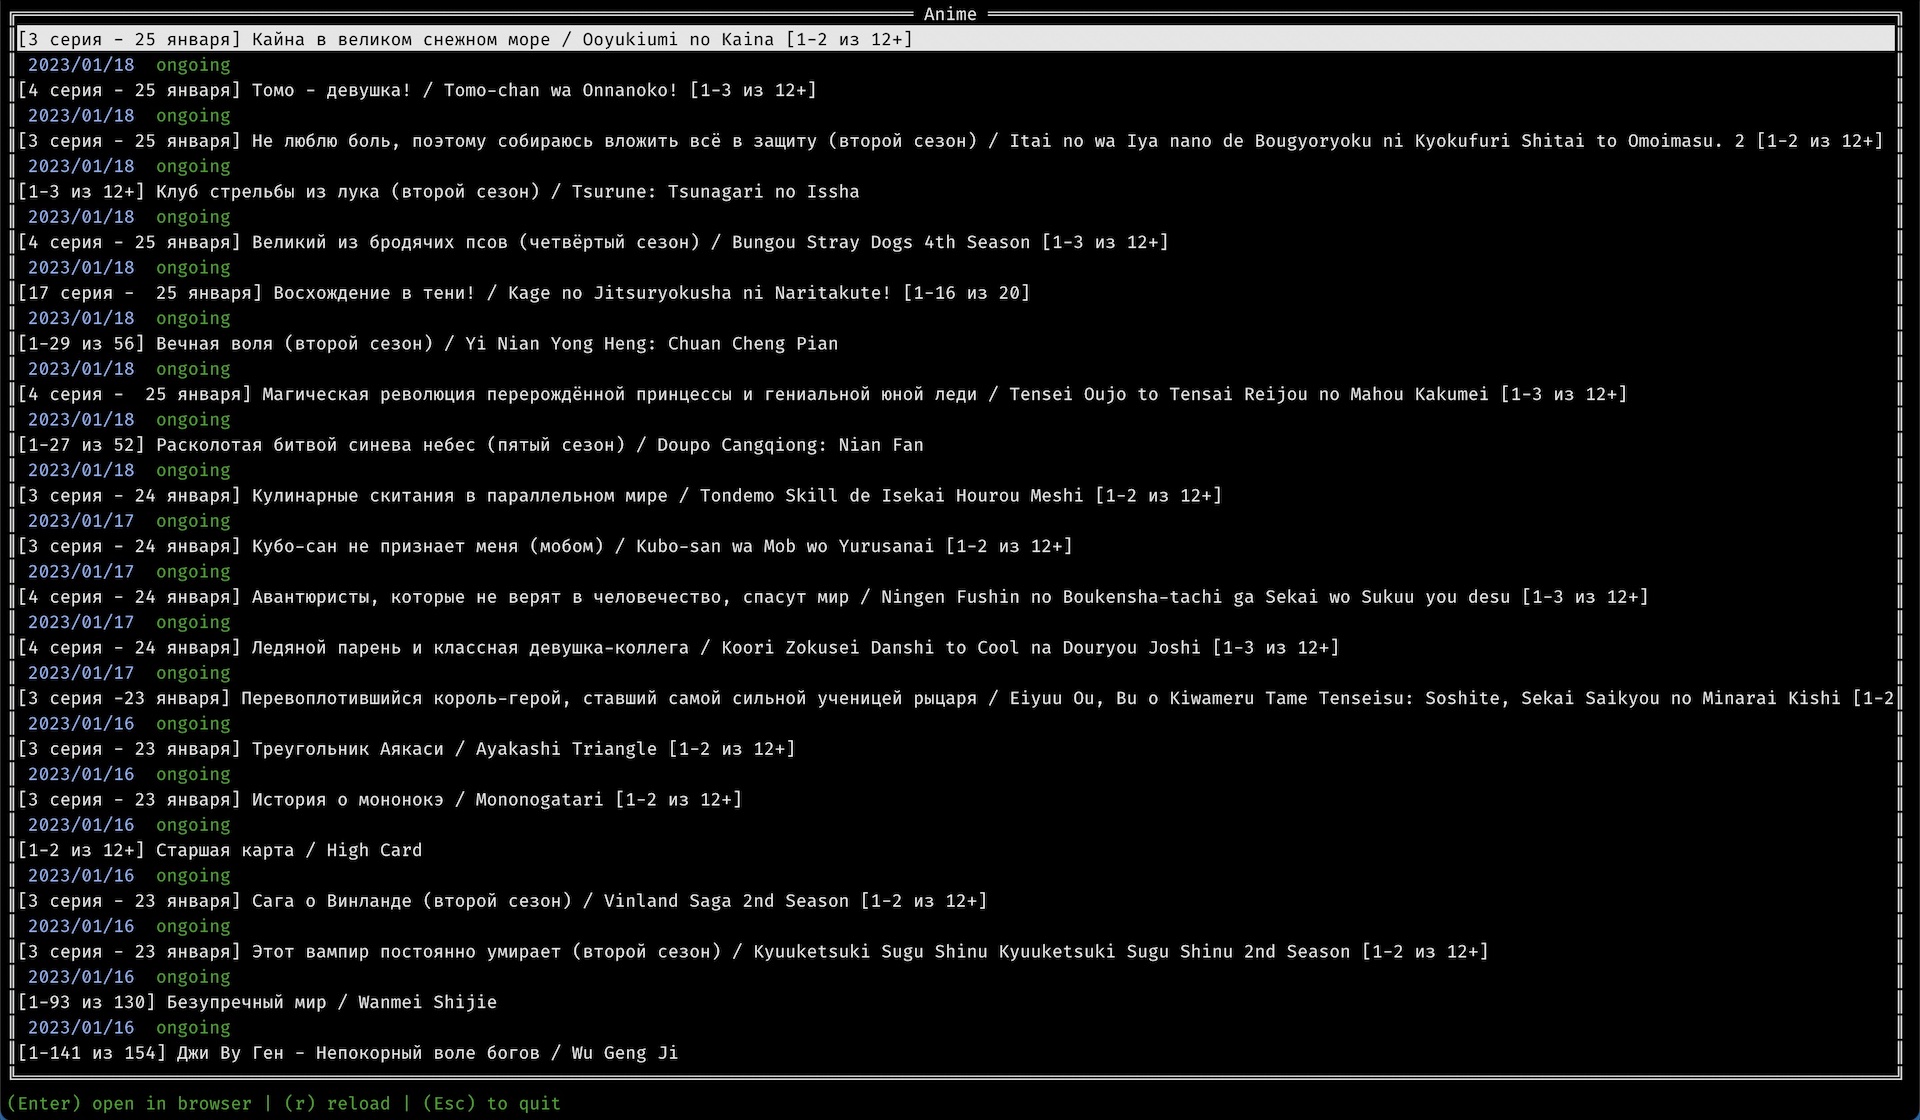 Anime
[3 серия - 25 января] Кайна в великом снежном море / Ooyukiumi no Kaina [1-2 из 12+]
2023/01/18 ongoing
[4 серия - 25 января] Томо - девушка! / Tomo-chan wa Onnanoko! [1-3 из 12+]
2023/01/18 ongoing
[3 серия - 25 января] Не люблю боль, поэтому собираюсь вложить всё в защиту (второй сезон) / Itai no wa Iya nano de Bougyoryoku ni Kyokufuri Shitai to Omoimasu. 2 [1-2 из 12+]
2023/01/18 ongoing
[1-3 из 12+] Клуб стрельбы из лука (второй сезон) / Tsurune: Tsunagari no Issha
2023/01/18 ongoing
[4 серия - 25 января] Великий из бродячих псов (четвёртый сезон) / Bungou Stray Dogs 4th Season [1-3 из 12+]
2023/01/18 ongoing
[17 серия -  25 января] Восхождение в тени! / Kage no Jitsuryokusha ni Naritakute! [1-16 из 20]
2023/01/18 ongoing
[1-29 из 56] Вечная воля (второй сезон) / Yi Nian Yong Heng: Chuan Cheng Pian
2023/01/18 ongoing
[4 серия -  25 января] Магическая революция перерождённой принцессы и гениальной юной леди / Tensei Oujo to Tensai Reijou no Mahou Kakumei [1-3 из 12+]
2023/01/18 ongoing
[1-27 из 52] Расколотая битвой синева небес (пятый сезон) / Doupo Cangqiong: Nian Fan
2023/01/18 ongoing
[3 серия - 24 января] Кулинарные скитания в параллельном мире / Tondemo Skill de Isekai Hourou Meshi [1-2 из 12+]
2023/01/17 ongoing
[3 серия - 24 января] Кубо-сан не признает меня (мобом) / Kubo-san wa Mob wo Yurusanai [1-2 из 12+]
2023/01/17 ongoing
[4 серия - 24 января] Авантюристы, которые не верят в человечество, спасут мир / Ningen Fushin no Boukensha-tachi ga Sekai wo Sukuu you desu [1-3 из 12+]
2023/01/17 ongoing
[4 серия - 24 января] Ледяной парень и классная девушка-коллега / Koori Zokusei Danshi to Cool na Douryou Joshi [1-3 из 12+]
2023/01/17 ongoing
[3 серия -23 января] Перевоплотившийся король-герой, ставший самой сильной ученицей рыцаря / Eiyuu Ou, Bu o Kiwameru Tame Tenseisu: Soshite, Sekai Saikyou no Minarai Kishi [1-2
2023/01/16 ongoing
[3 серия - 23 января] Треугольник Аякаси / Ayakashi Triangle [1-2 из 12+]
2023/01/16 ongoing
[3 серия - 23 января] История о мононокэ / Mononogatari [1-2 из 12+]
2023/01/16 ongoing
[1-2 из 12+] Старшая карта / High Card
2023/01/16 ongoing
[3 серия - 23 января] Сага о Винланде (второй сезон) / Vinland Saga 2nd Season [1-2 из 12+]
2023/01/16 ongoing
[3 серия - 23 января] Этот вампир постоянно умирает (второй сезон) / Kyuuketsuki Sugu Shinu Kyuuketsuki Sugu Shinu 2nd Season [1-2 из 12+]
2023/01/16 ongoing
[1-93 из 130] Безупречный мир / Wanmei Shijie
2023/01/16 ongoing
[1-141 из 154] Джи Ву Ген - Непокорный воле богов / Wu Geng Ji
(Enter) open in browser | (r) reload | (Esc) to quit